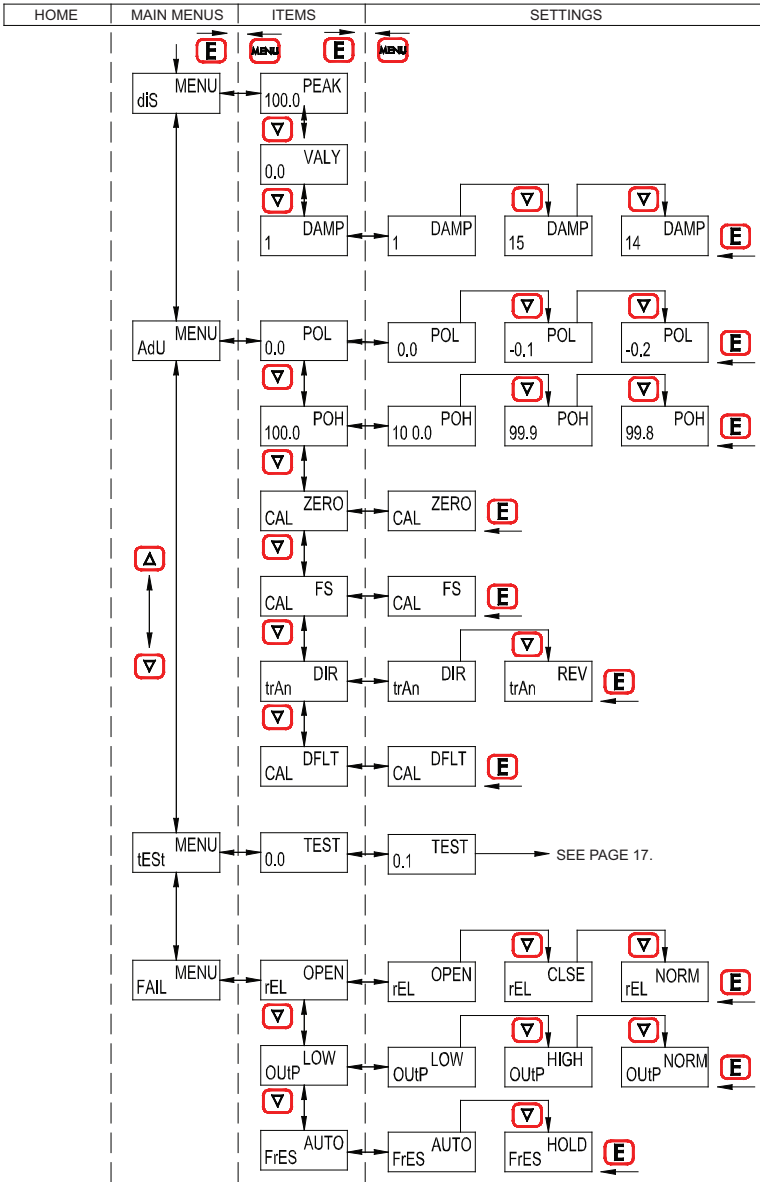 HOME MAIN MENUS ITEMS SETTINGS
E MENU E MENU
MENU PEAK
diS 100.0
VALY
0.0
DAMP DAMP DAMP DAMP
1 1 15 14 E
MENU POL POL POL POL
AdU 0.0 0.0 -0.1 -0.2 E
POH POH POH POH
100.0 10 0.0 99.9 99.8 E
ZERO ZERO
CAL CAL E
FS FS
CAL CAL E
DIR DIR REV
trAn trAn trAn E
DFLT DFLT
CAL CAL E
MENU TEST TEST
tESt 0.0 0.1 SEE PAGE 17.
MENU OPEN OPEN CLSE NORM
FAIL rEL rEL rEL rEL E
LOW LOW HIGH NORM
OUtP OUtP OUtP OUtP E
AUTO AUTO HOLD
FrES FrES FrES E